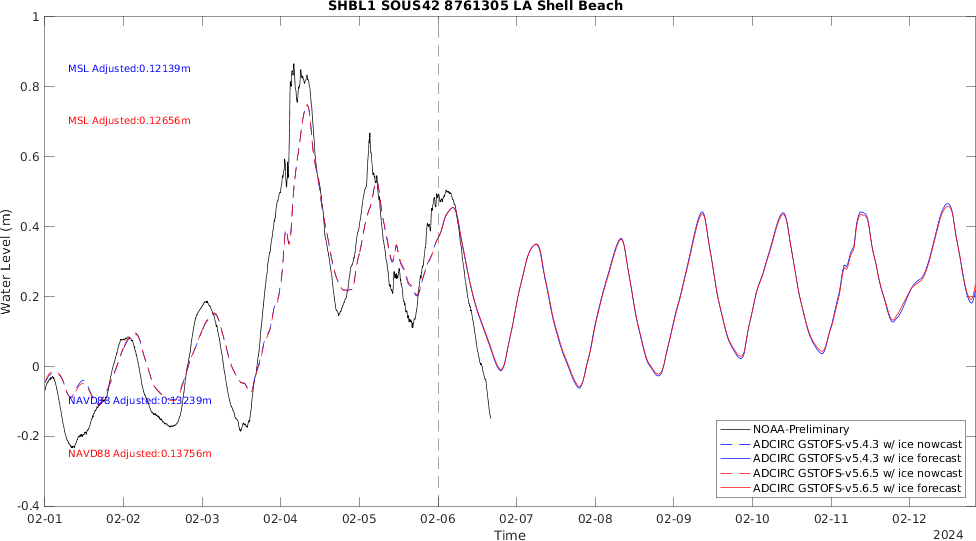 SHBL1 SOUS42 8761305 LA Shell Beach
1
0.8
0.6
0.4
0.2
0
-0.2
-0.4
Water Level (m)
MSL Adjusted:0.12139m
MSL Adjusted:0.12656m
NAVD88 Adjusted:0.13239m
NAVD88 Adjusted:0.13756m
NOAA-Preliminary
ADCIRC GSTOFS-v5.4.3 w/ ice nowcast
ADCIRC GSTOFS-v5.4.3 w/ ice forecast
ADCIRC GSTOFS-v5.6.5 w/ ice nowcast
ADCIRC GSTOFS-v5.6.5 w/ ice forecast
02-01 02-02 02-03 02-04 02-05 02-06 02-07 02-08 02-09 02-10 02-11 02-12
Time
2024